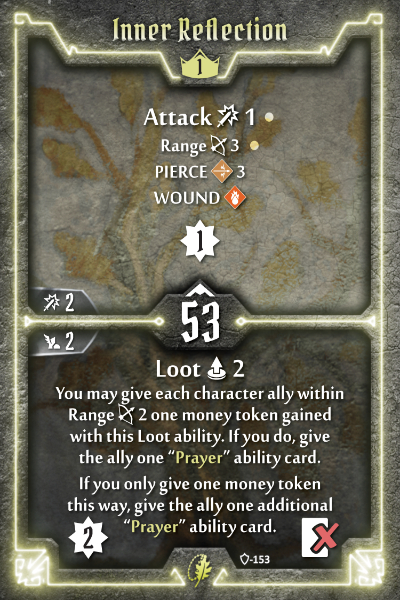 Inner Reflection
1
Attack 1
Range 3
PIERCE 3
WOUND
1
2
53
2
Loot 2
You may give each character ally within
Range 2 one money token gained
with this Loot ability. If you do, give
the ally one “Prayer” ability card.
If you only give one money token
this way, give the ally one additional
“Prayer” ability card.
2
-153